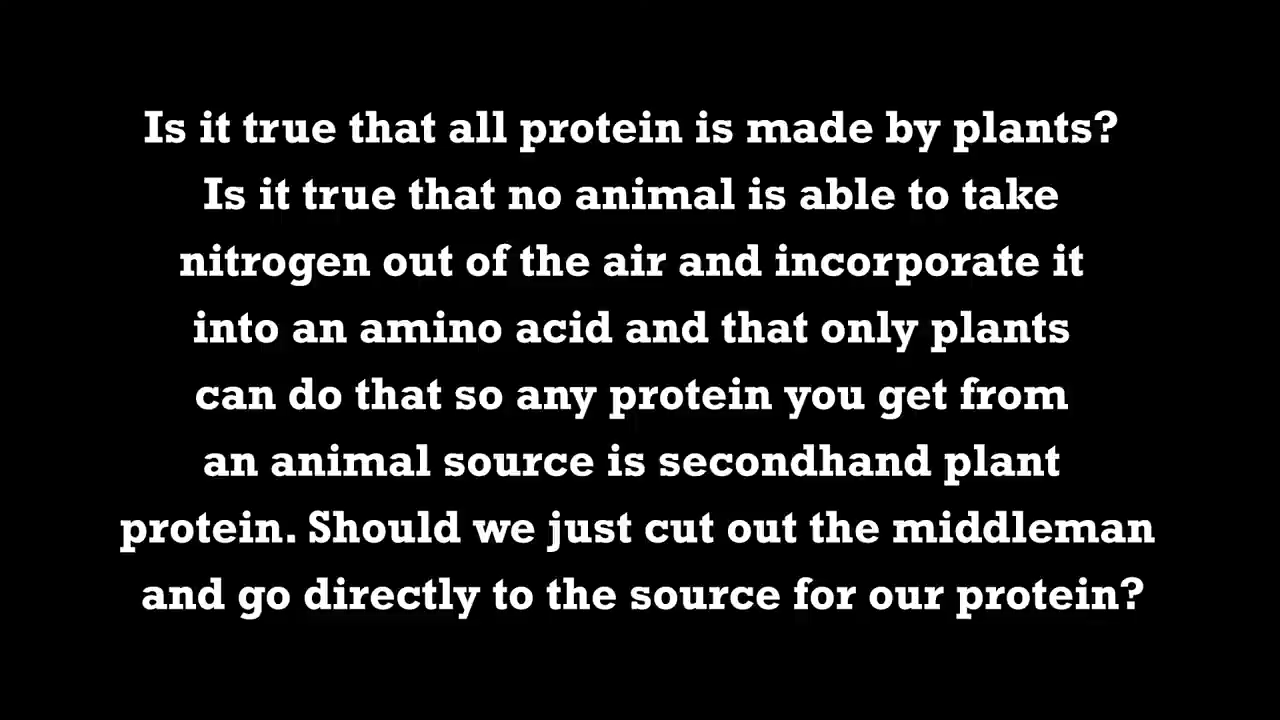 Is it true that all protein is made by plants?
Is it true that no animal is able to take
nitrogen out of the air and incorporate it
into an amino acid and that only plants
can do that so any protein you get from
an animal source is secondhand plant
protein. Should we just cut out the middleman
and go directly to the source for our protein?